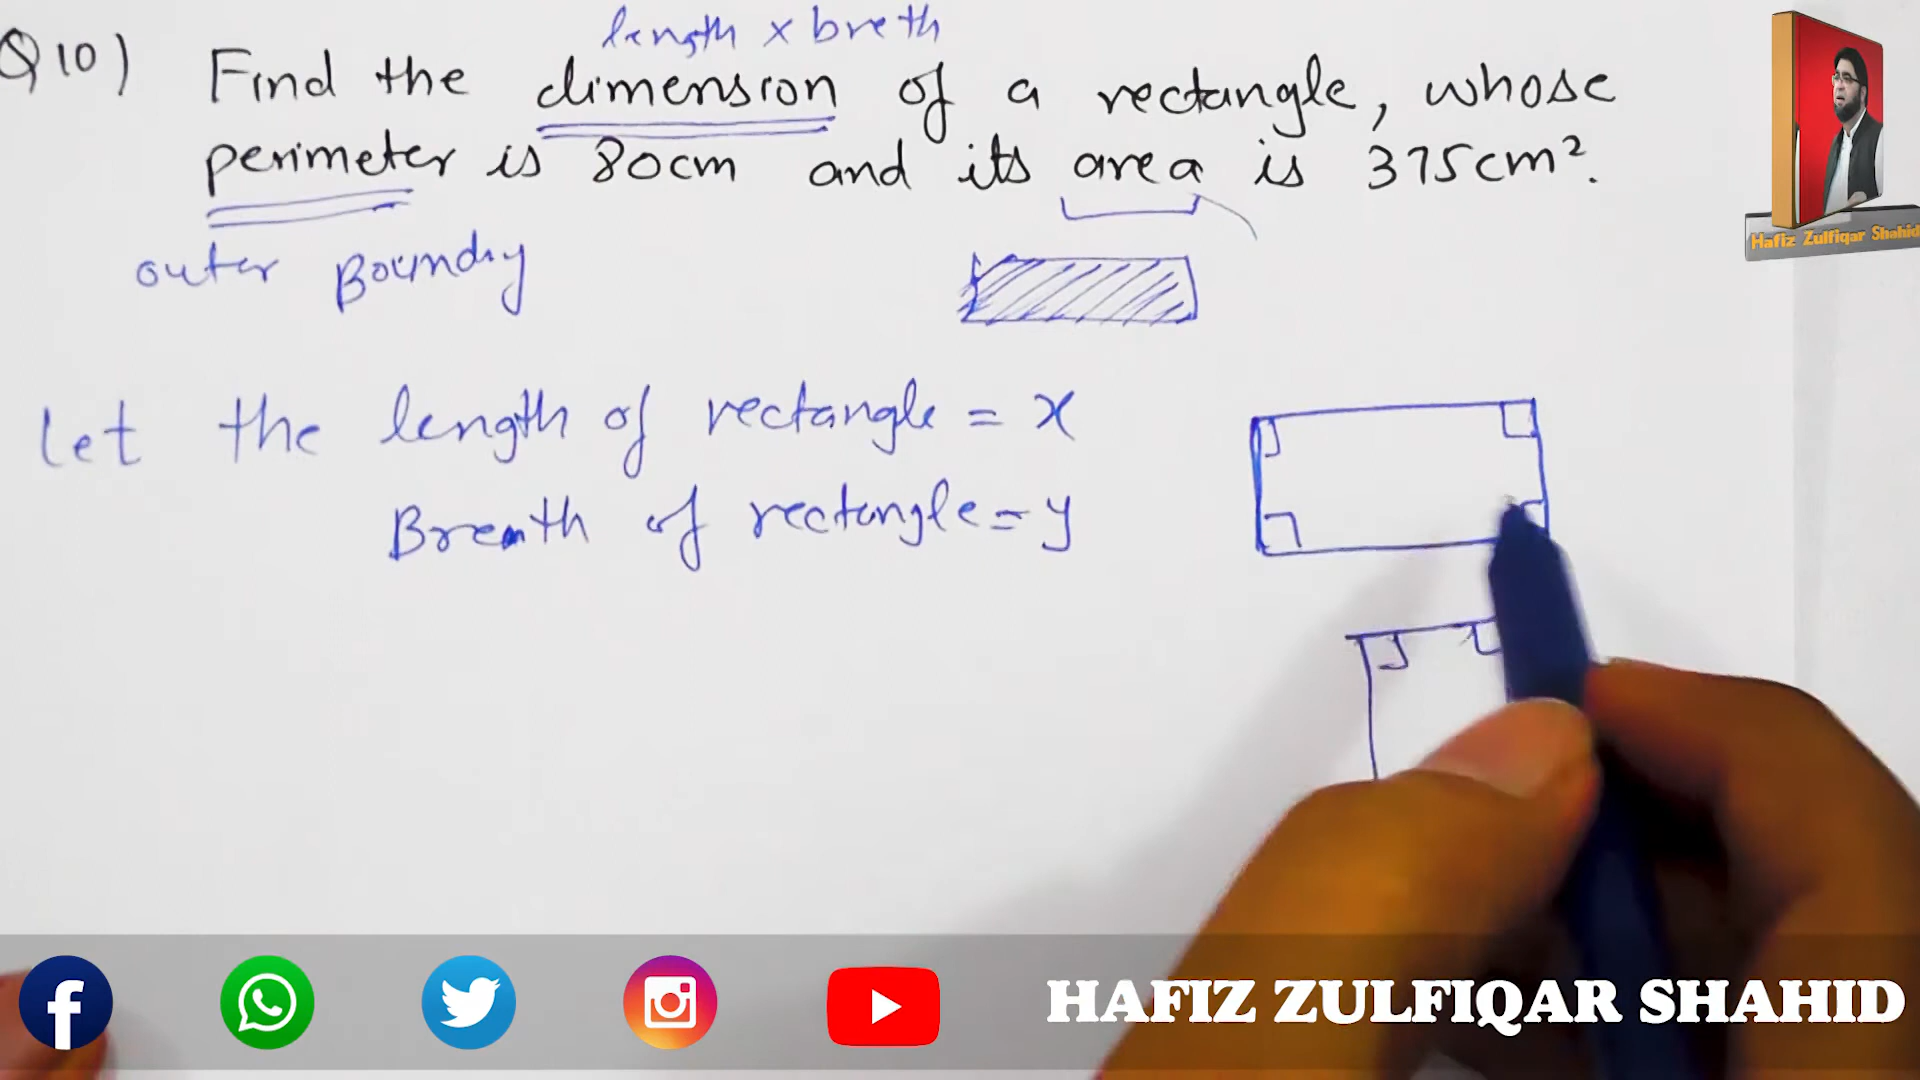 length x breth
Q10) Find the dimension of a rectangle, whose
perimeter is 80cm and its area is 375cm².
outer Boundry
Let the length of rectangle = x
Breath of rectangle = y
Hafiz Zulfiqar Shahid
HAFIZ ZULFIQAR SHAHID